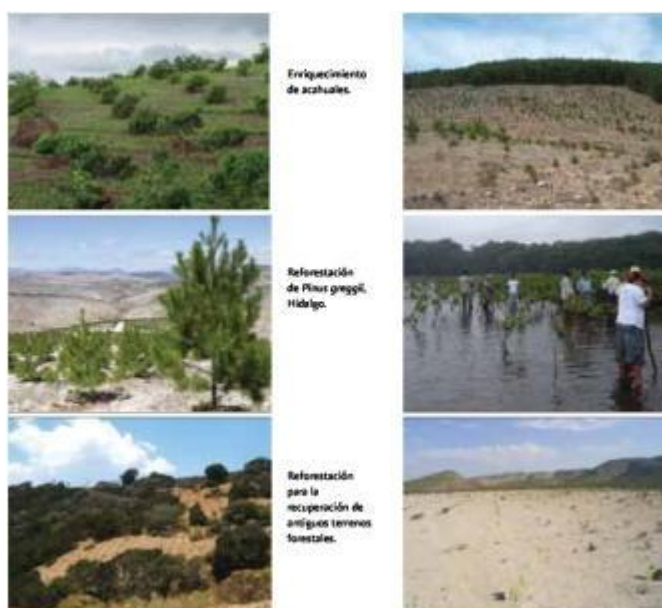 Enriquecimiento
de acahuales.
Reforestación
de Pinus greggii,
Hidalgo.
Reforestación
para la
recuperación de
antiguos terrenos
forestales.